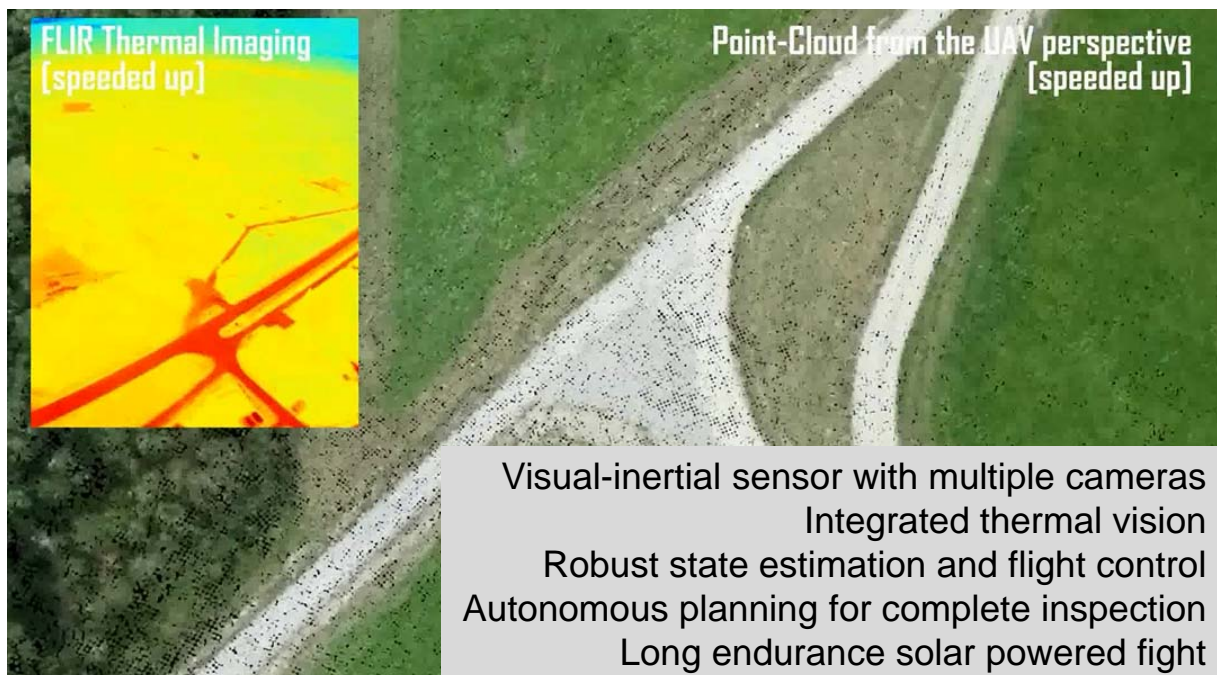 FLIR Thermal Imaging
[speeded up]
Point-Cloud from the UAV perspective
[speeded up]
Visual-inertial sensor with multiple cameras
Integrated thermal vision
Robust state estimation and flight control
Autonomous planning for complete inspection
Long endurance solar powered fight